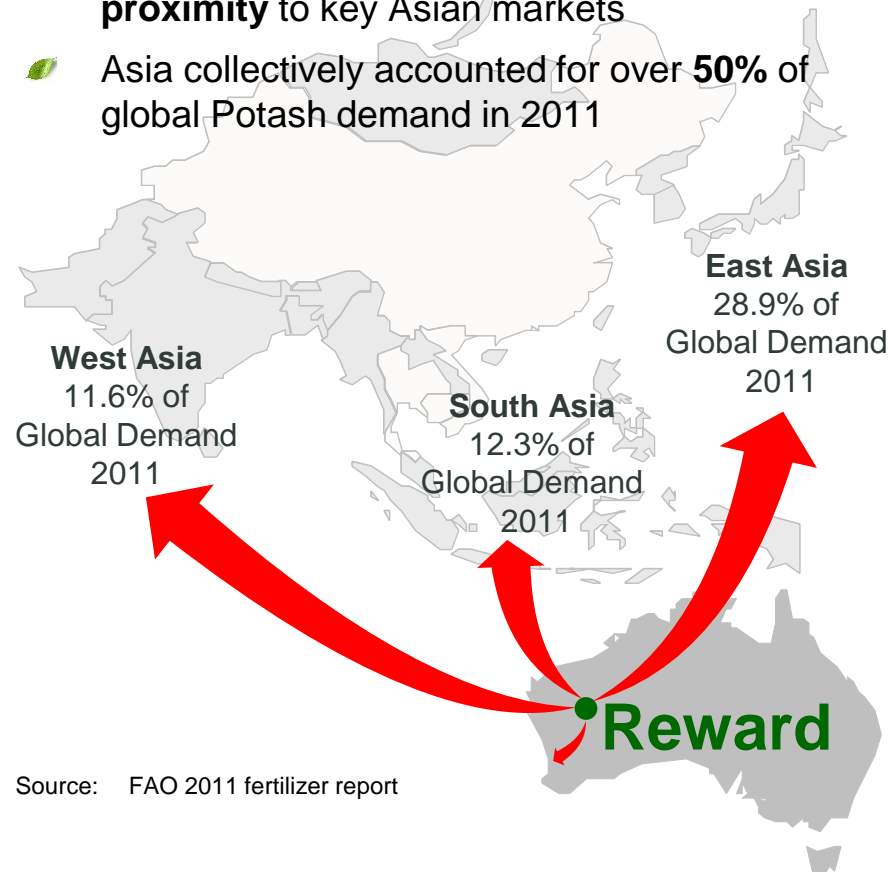 proximity to key Asian markets
Asia collectively accounted for over 50% of
global Potash demand in 2011
East Asia
28.9% of
Global Demand
2011
West Asia
11.6% of
Global Demand
2011
South Asia
12.3% of
Global Demand
2011
Reward
Source: FAO 2011 fertilizer report